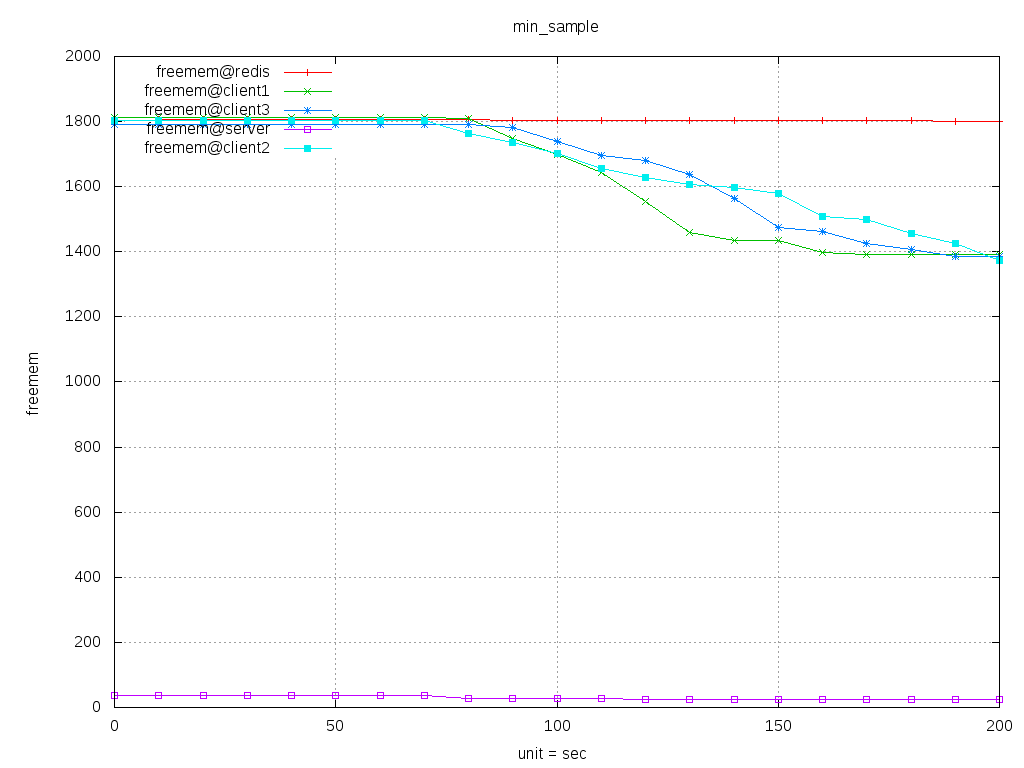 min_sample
2000
1800
1600
1400
1200
1000
800
600
400
200
0
freemem@redis
freemem@client1
freemem@client3
freemem@server
freemem@client2
freemem
0 50 100 150 200
unit = sec